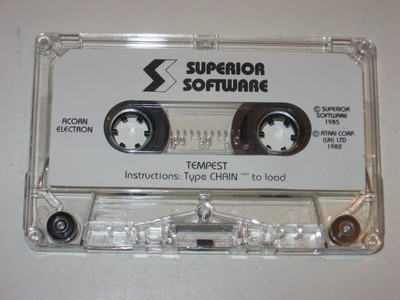 SUPERIOR
SOFTWARE
ACORN
ELECTRON
© SUPERIOR
SOFTWARE
1985
© ATARI CORP.
(UK) LTD
1982
TEMPEST
Instructions: Type CHAIN "" to load